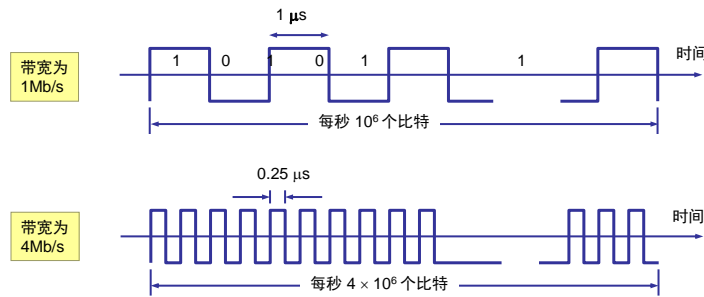 1 μs
带宽为
1Mb/s
1 0 1 0 1 1
时间
每秒 10⁶ 个比特
0.25 μs
带宽为
4Mb/s
时间
每秒 4 × 10⁶ 个比特